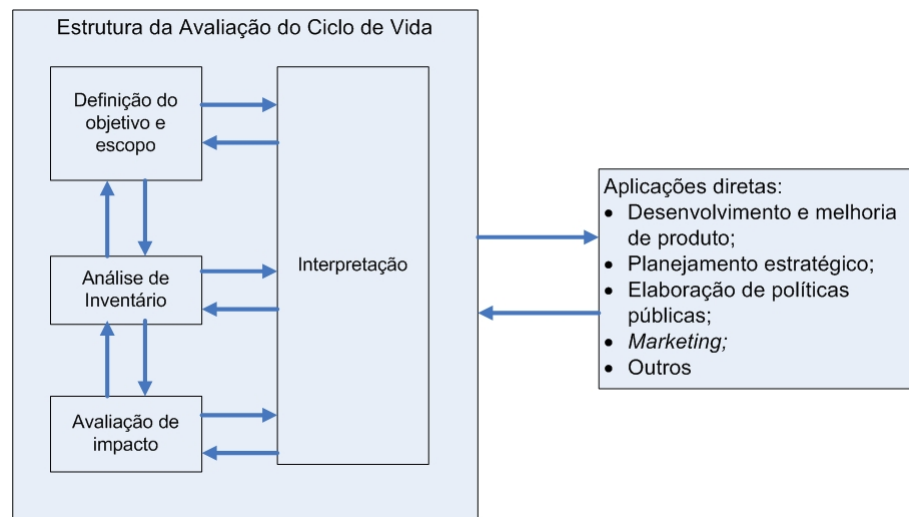 Estrutura da Avaliação do Ciclo de Vida
Definição do
objetivo e
escopo
Análise de
Inventário
Avaliação de
impacto
Interpretação
Aplicações diretas:
• Desenvolvimento e melhoria
de produto;
• Planejamento estratégico;
• Elaboração de políticas
públicas;
• Marketing;
• Outros